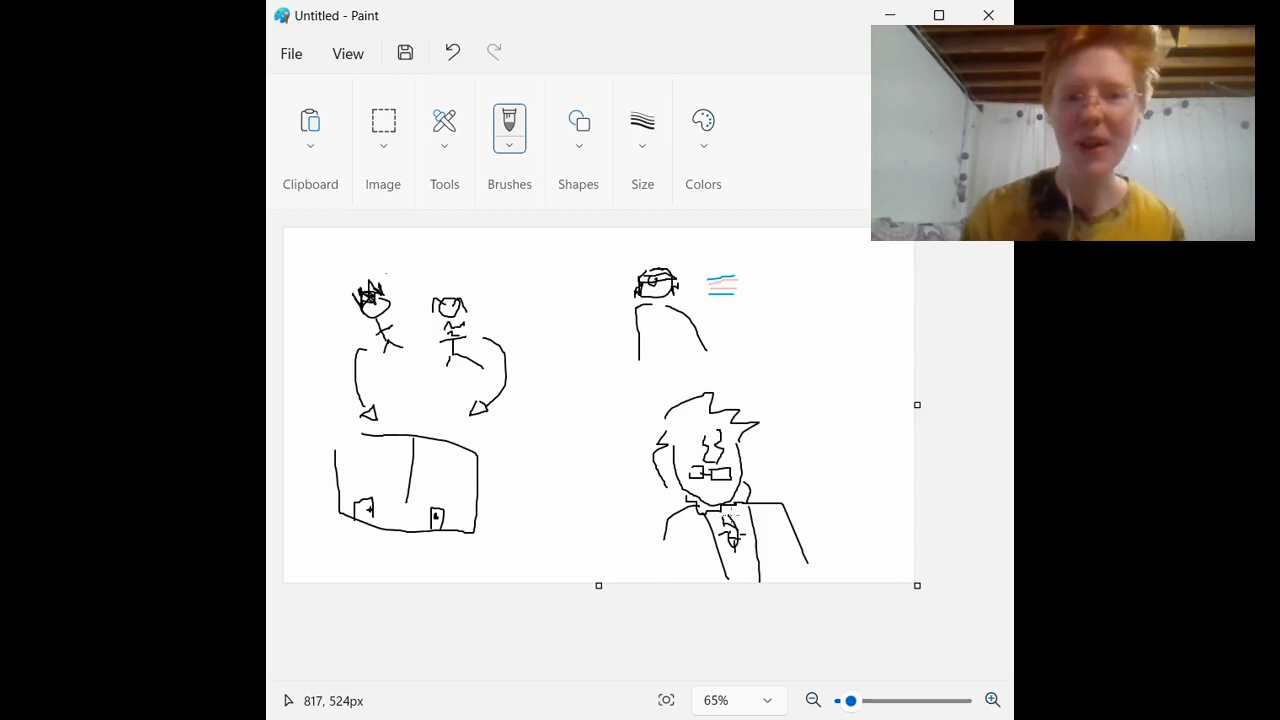 Untitled - Paint
File View
Clipboard Image Tools Brushes Shapes Size Colors
817, 524px 65%